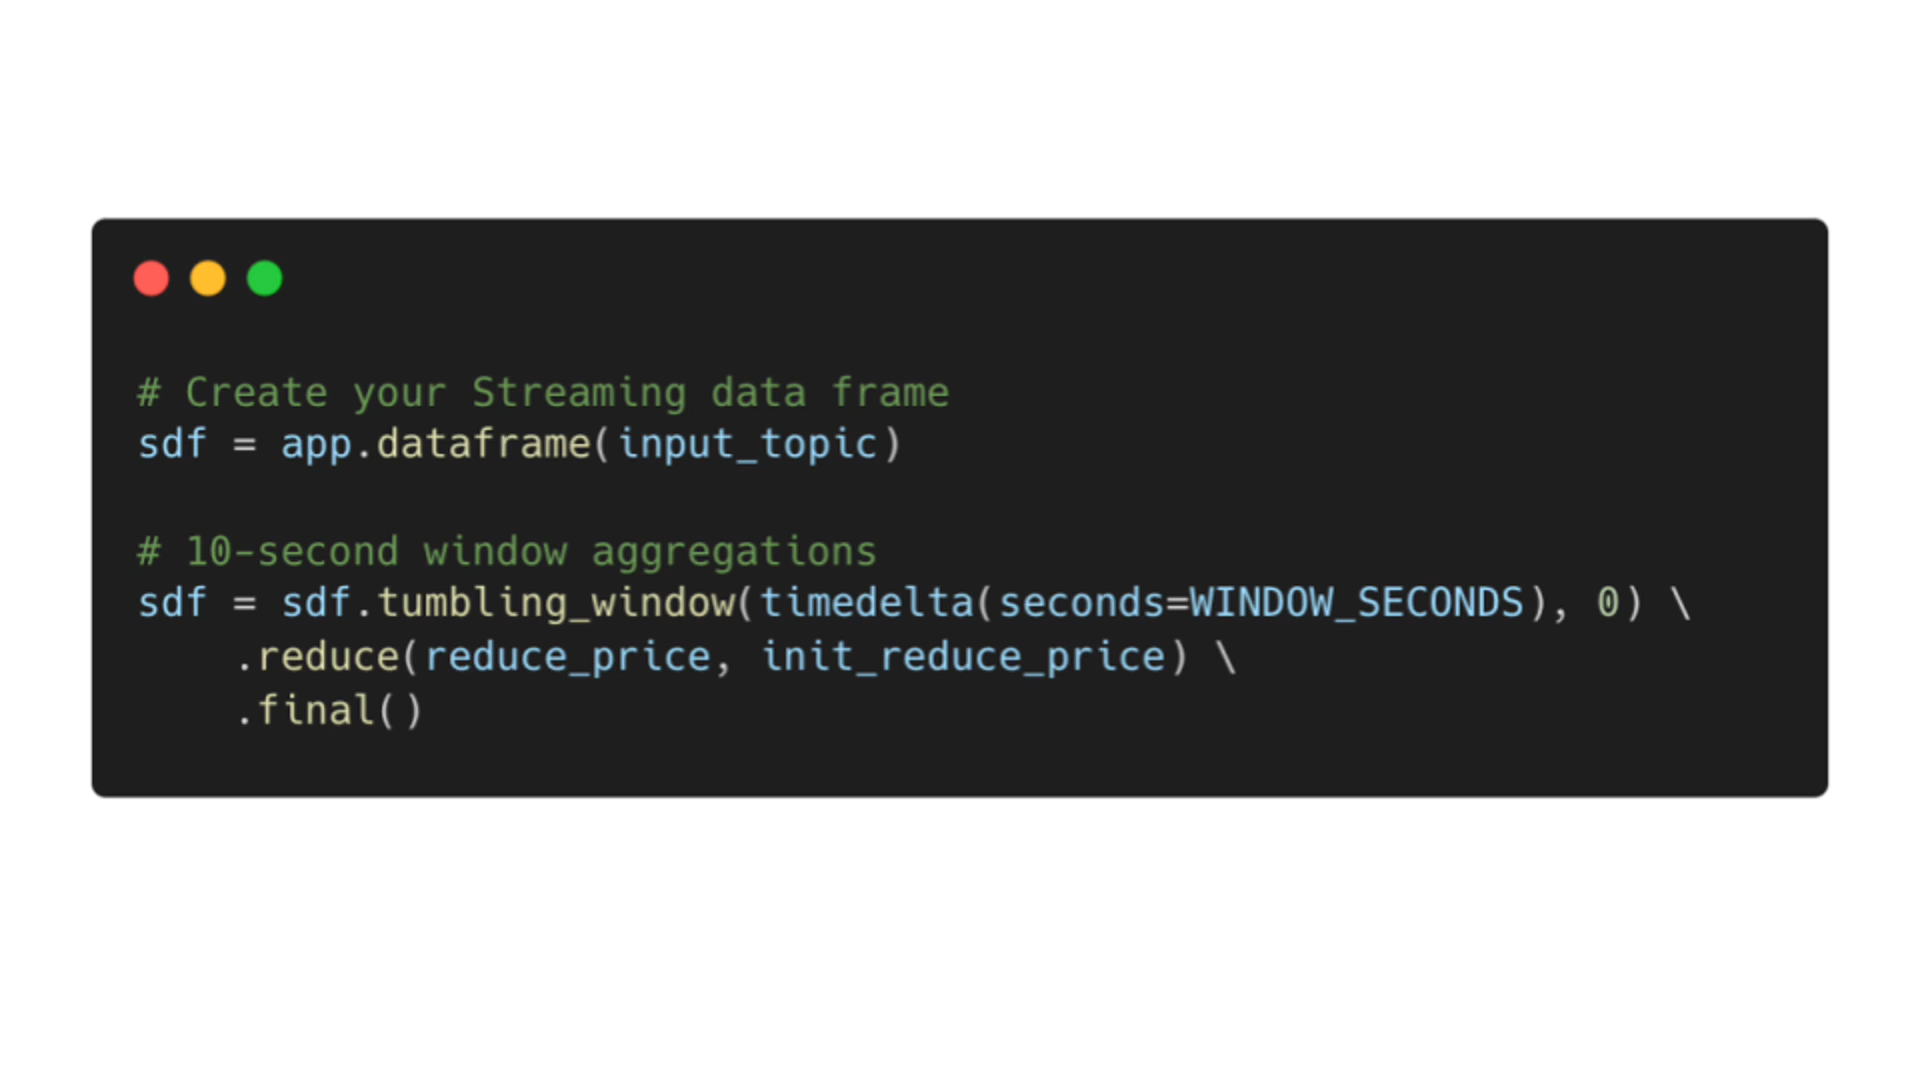 # Create your Streaming data frame
sdf = app.dataframe(input_topic)
# 10-second window aggregations
sdf = sdf.tumbling_window(timedelta(seconds=WINDOW_SECONDS), 0) \
    .reduce(reduce_price, init_reduce_price) \
    .final()